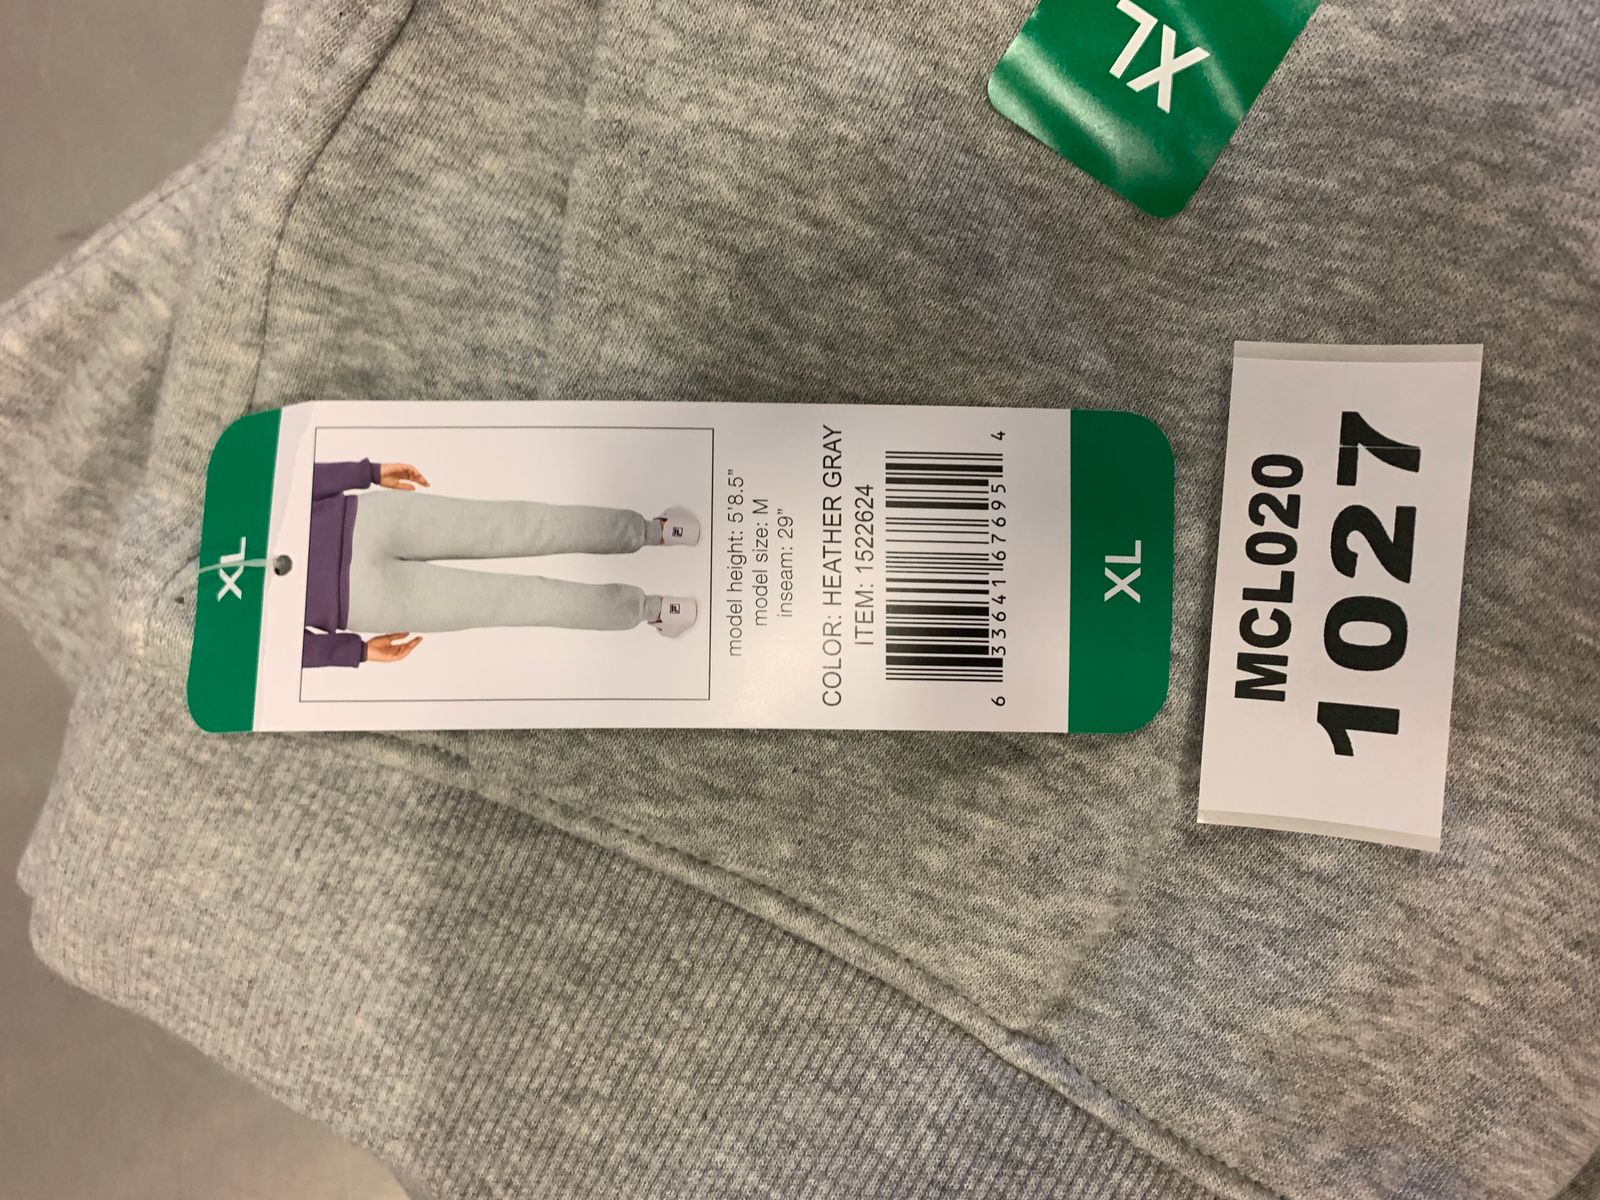 XL
XL
model height: 5'8.5"
model size: M
inseam: 29"
COLOR: HEATHER GRAY
ITEM: 1522624
6 33641 67695 4
XL
MCL020
1027